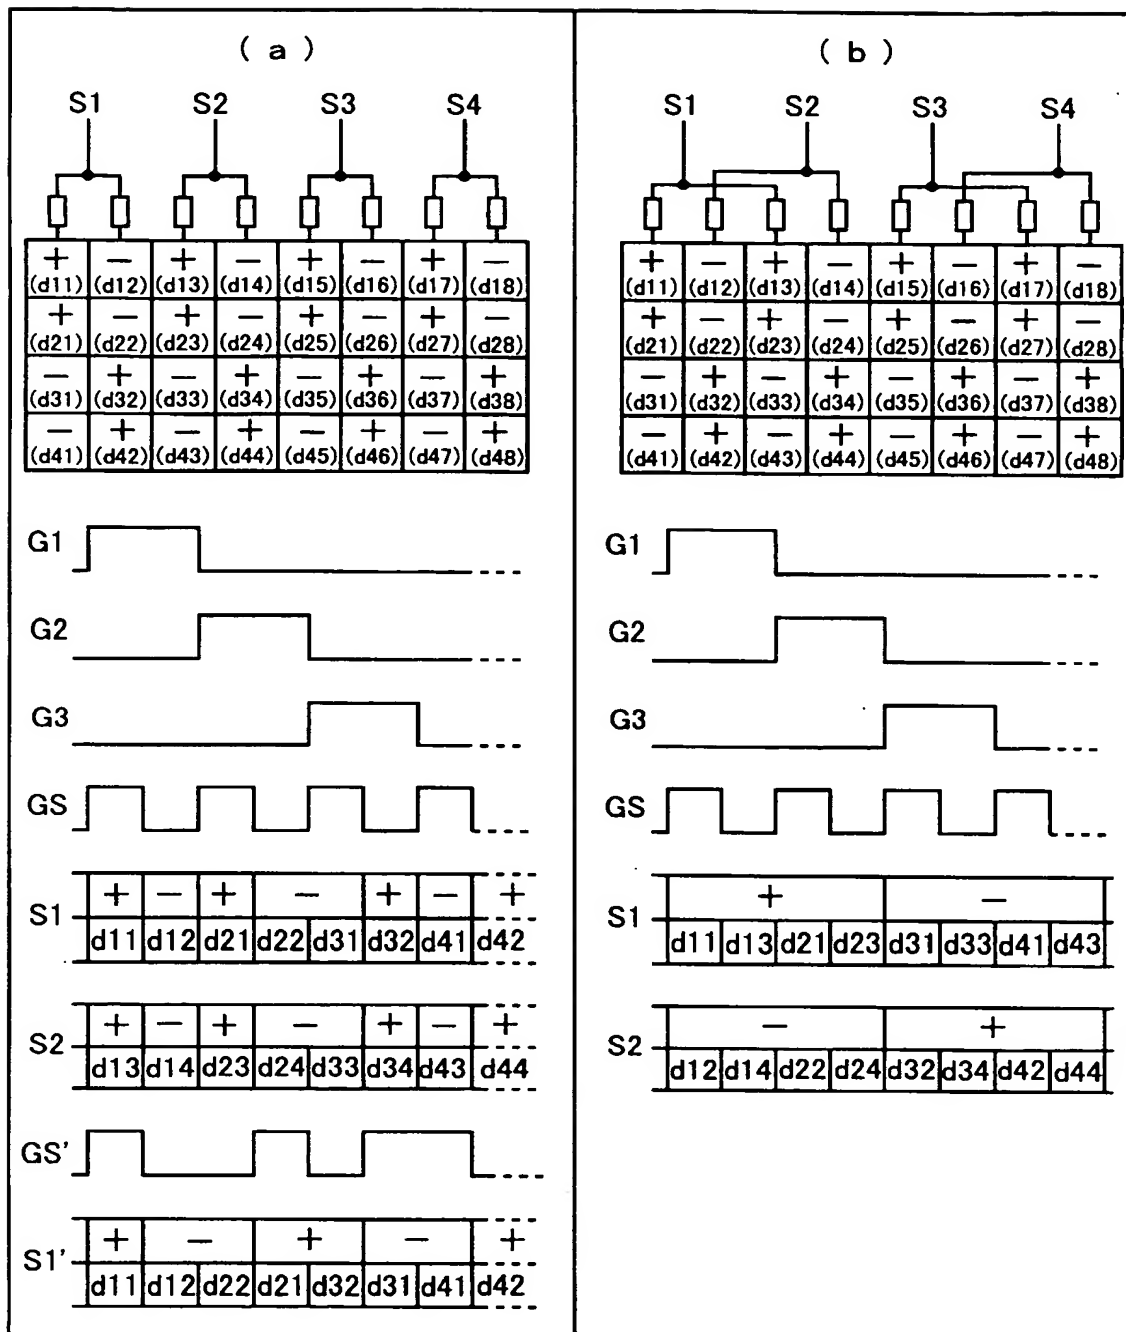 ( a )
S1 S2 S3 S4
+ − + − + − + −
(d11) (d12) (d13) (d14) (d15) (d16) (d17) (d18)
+ − + − + − + −
(d21) (d22) (d23) (d24) (d25) (d26) (d27) (d28)
− + − + − + − +
(d31) (d32) (d33) (d34) (d35) (d36) (d37) (d38)
− + − + − + − +
(d41) (d42) (d43) (d44) (d45) (d46) (d47) (d48)
G1
G2
G3
GS
S1
+ − + − + − +
d11 d12 d21 d22 d31 d32 d41 d42
S2
+ − + − + − +
d13 d14 d23 d24 d33 d34 d43 d44
GS'
S1'
+ − + − +
d11 d12 d22 d21 d32 d31 d41 d42
( b )
S1 S2 S3 S4
+ − + − + − + −
(d11) (d12) (d13) (d14) (d15) (d16) (d17) (d18)
+ − + − + − + −
(d21) (d22) (d23) (d24) (d25) (d26) (d27) (d28)
− + − + − + − +
(d31) (d32) (d33) (d34) (d35) (d36) (d37) (d38)
− + − + − + − +
(d41) (d42) (d43) (d44) (d45) (d46) (d47) (d48)
G1
G2
G3
GS
S1
+ −
d11 d13 d21 d23 d31 d33 d41 d43
S2
− +
d12 d14 d22 d24 d32 d34 d42 d44